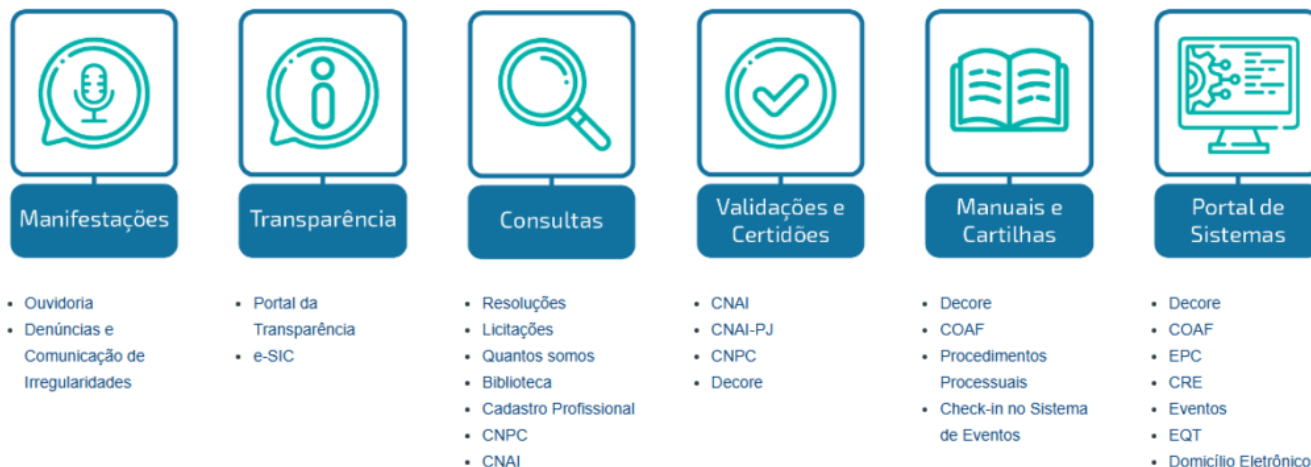 Manifestações
• Ouvidoria
• Denúncias e
Comunicação de
Irregularidades
Transparência
• Portal da
Transparência
• e-SIC
Consultas
• Resoluções
• Licitações
• Quantos somos
• Biblioteca
• Cadastro Profissional
• CNPC
• CNAI
Validações e
Certidões
• CNAI
• CNAI-PJ
• CNPC
• Decore
Manuais e
Cartilhas
• Decore
• COAF
• Procedimentos
Processuais
• Check-in no Sistema
de Eventos
Portal de
Sistemas
• Decore
• COAF
• EPC
• CRE
• Eventos
• EQT
• Domicílio Eletrônico